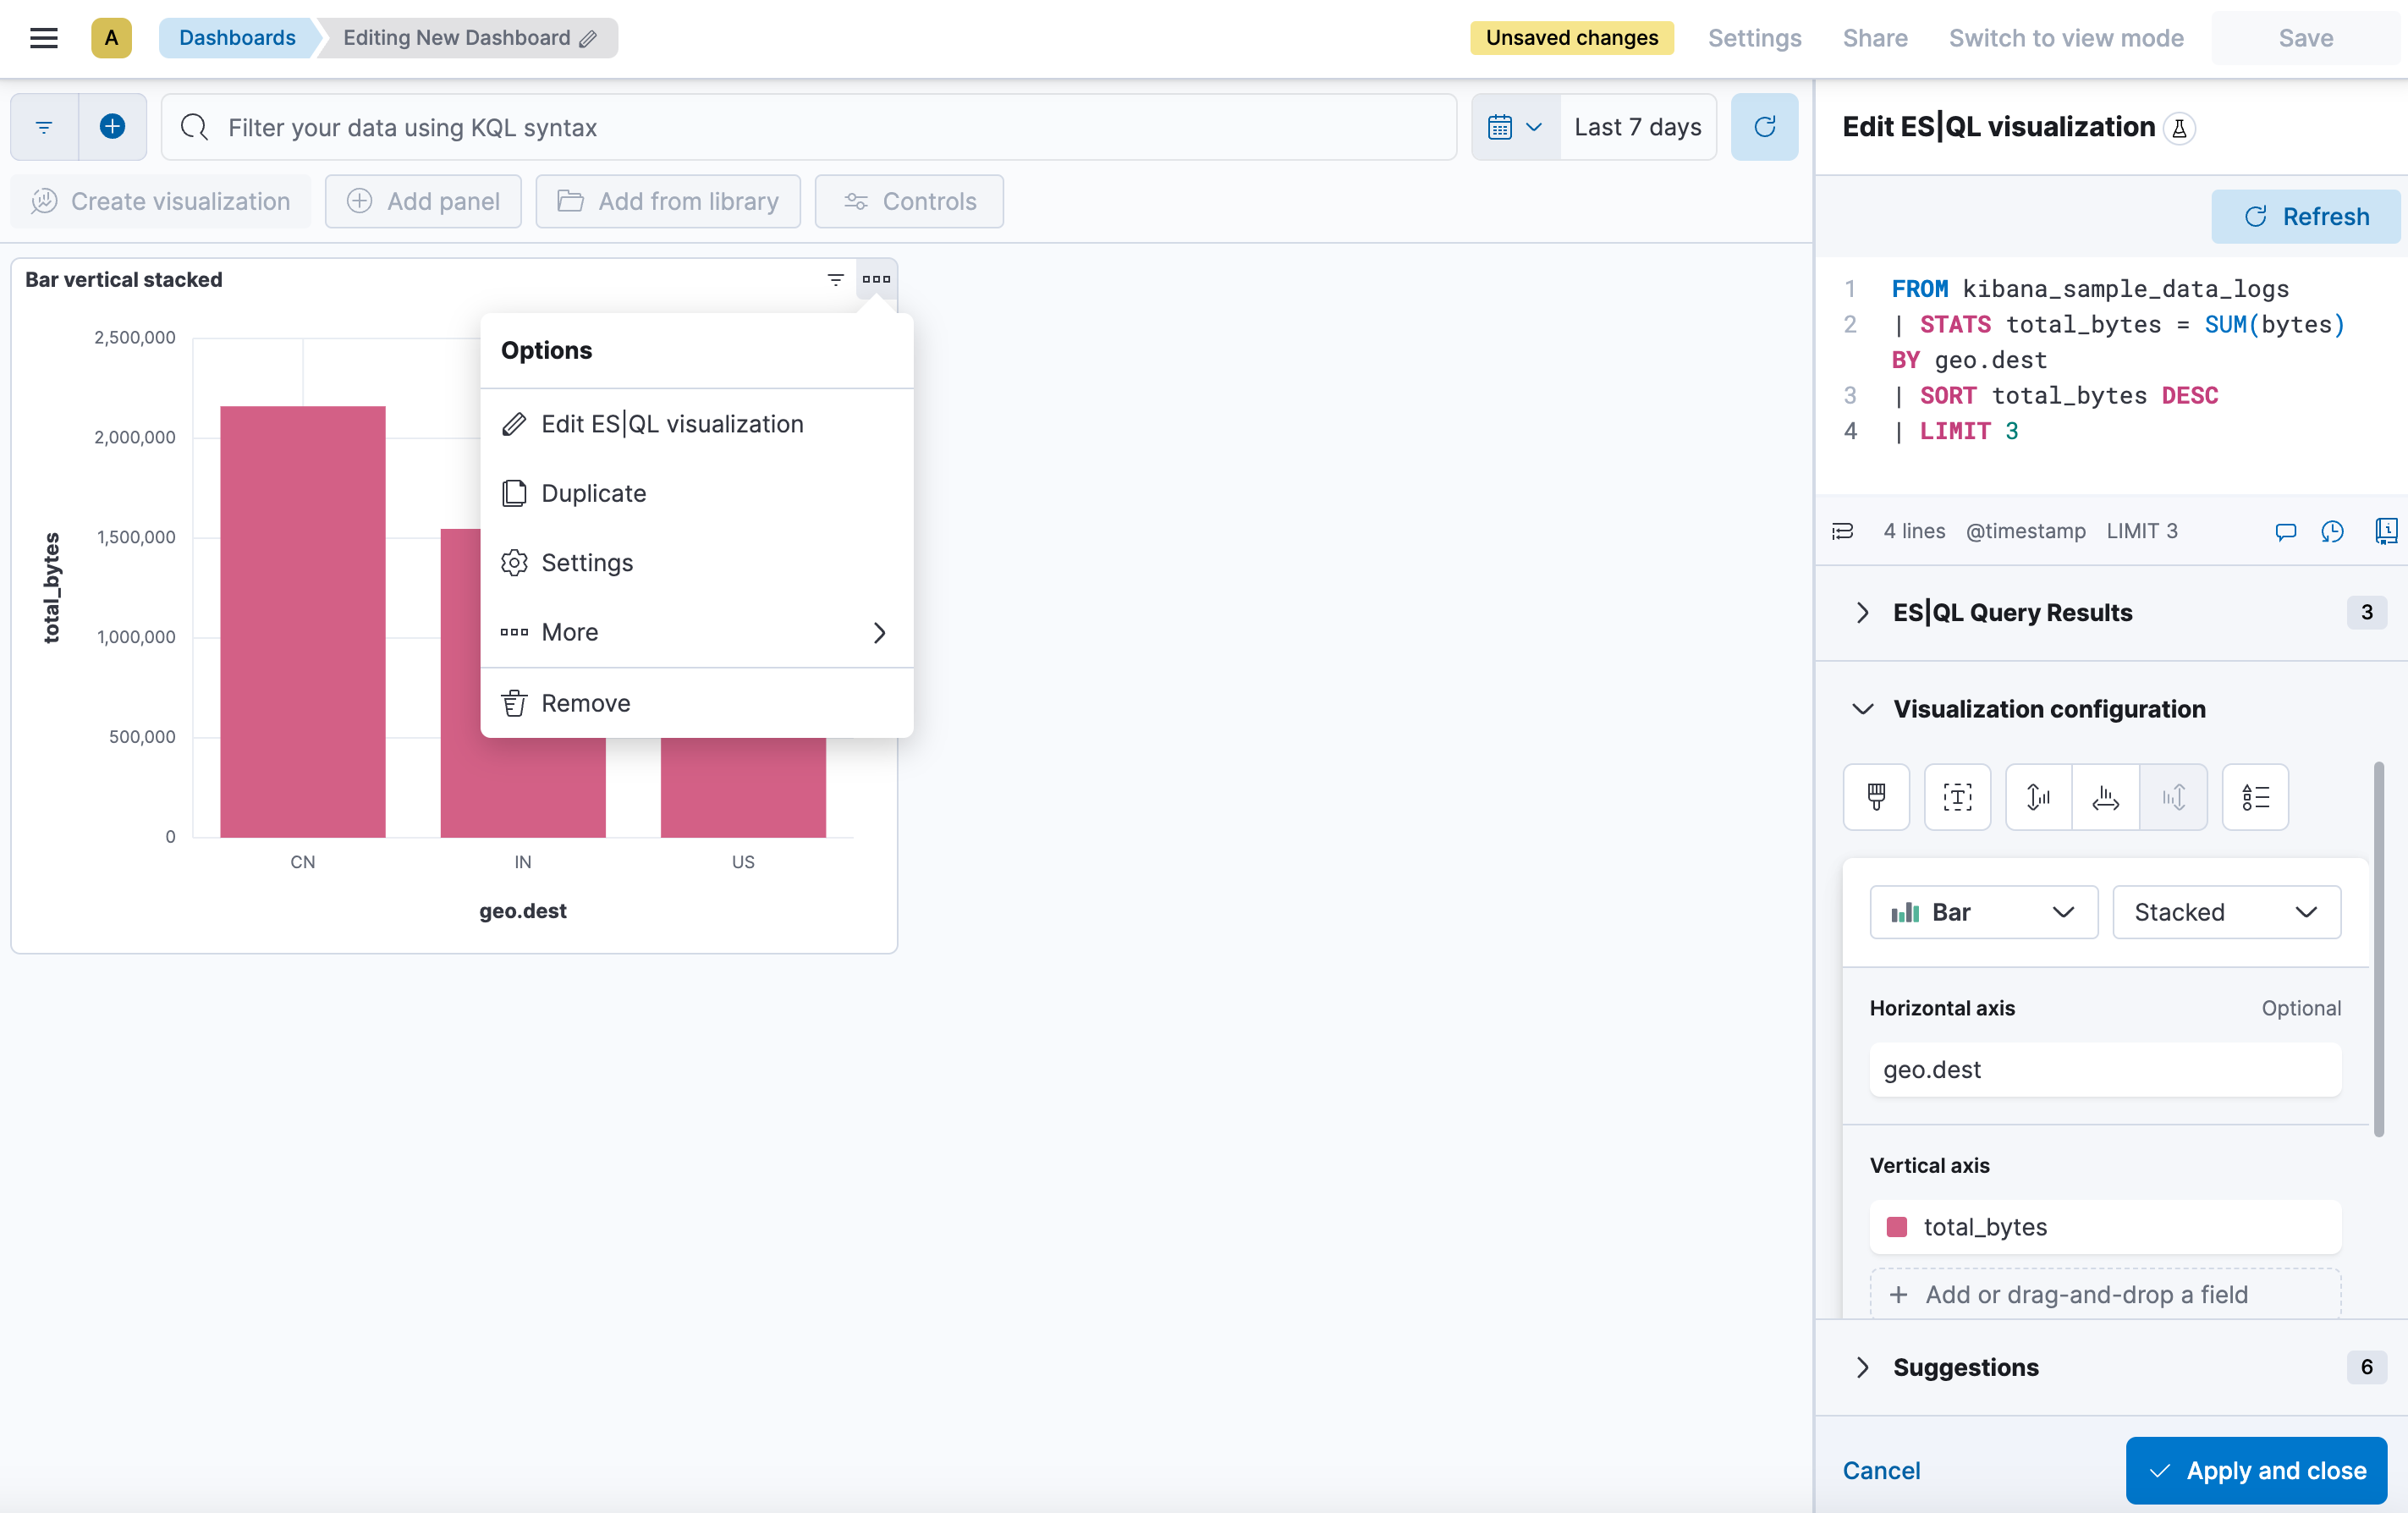 A
Dashboards
Editing New Dashboard
Unsaved changes
Settings
Share
Switch to view mode
Save
Filter your data using KQL syntax
Last 7 days
Create visualization
Add panel
Add from library
Controls
Bar vertical stacked
2,500,000
2,000,000
1,500,000
1,000,000
500,000
0
total_bytes
CN
IN
US
geo.dest
Options
Edit ES|QL visualization
Duplicate
Settings
More
Remove
Edit ES|QL visualization
Refresh
1 FROM kibana_sample_data_logs
2 | STATS total_bytes = SUM(bytes)
BY geo.dest
3 | SORT total_bytes DESC
4 | LIMIT 3
4 lines @timestamp LIMIT 3
ES|QL Query Results
3
Visualization configuration
Bar
Stacked
Horizontal axis
Optional
geo.dest
Vertical axis
total_bytes
Add or drag-and-drop a field
Suggestions
6
Cancel
Apply and close